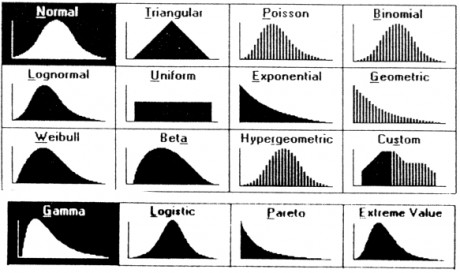 Normal Triangular Poisson Binomial
Lognormal Uniform Exponential Geometric
Weibull Beta Hypergeometric Custom
Gamma Logistic Pareto Extreme Value